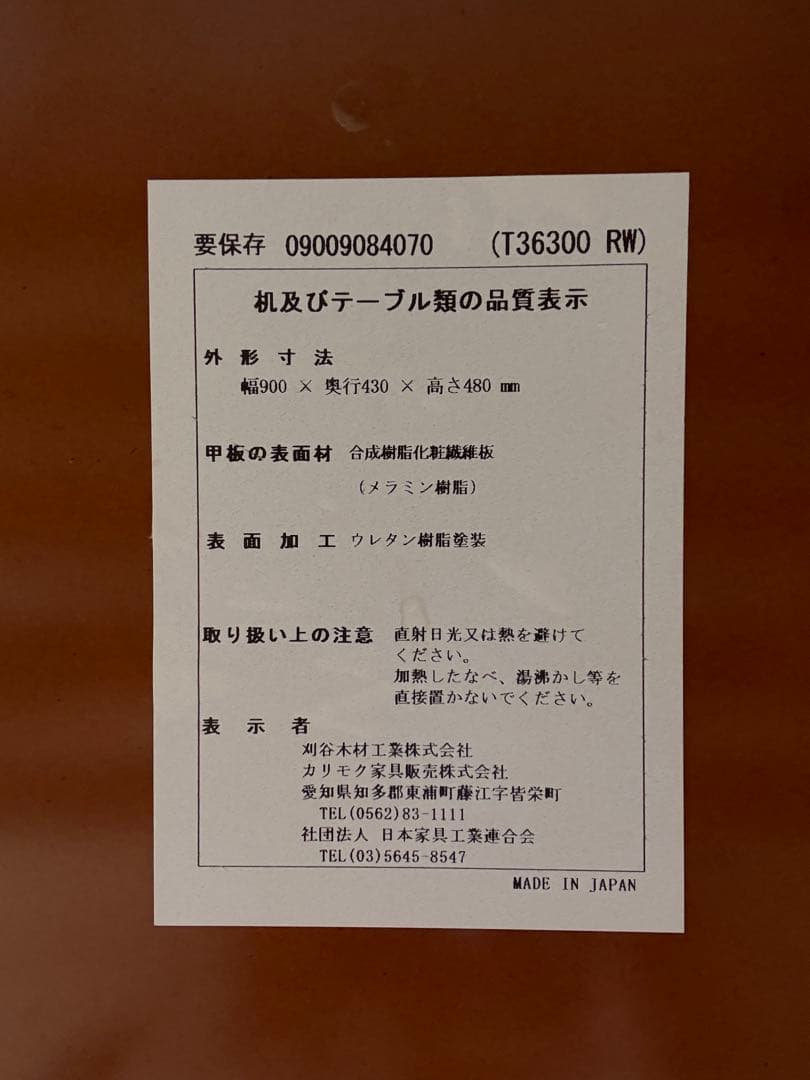 要保存 09009084070 (T36300 RW)
机及びテーブル類の品質表示
外形寸法
幅900 × 奥行430 × 高さ480 mm
甲板の表面材 合成樹脂化粧繊維板
(メラミン樹脂)
表面加工 ウレタン樹脂塗装
取り扱い上の注意 直射日光又は熱を避けて
ください。
加熱したなべ、湯沸かし等を
直接置かないでください。
表示者
刈谷木材工業株式会社
カリモク家具販売株式会社
愛知県知多郡東浦町藤江字皆栄町
TEL(0562)83-1111
社団法人 日本家具工業連合会
TEL(03)5645-8547
MADE IN JAPAN